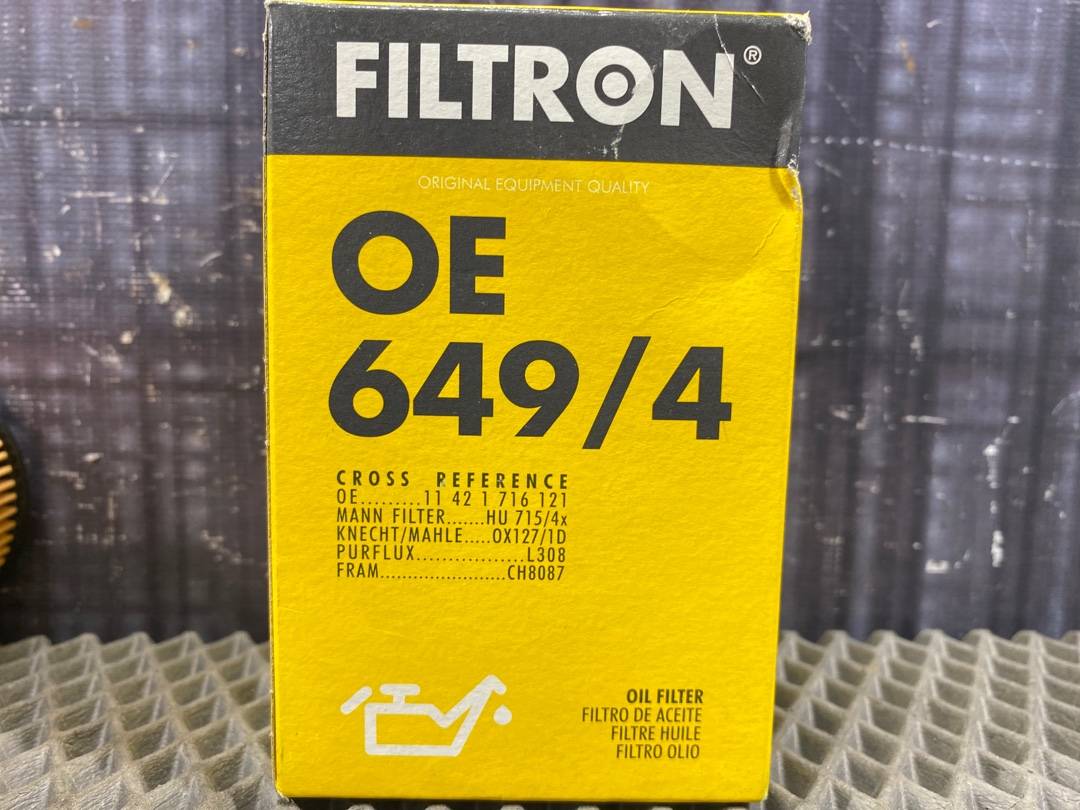 FILTRON®
ORIGINAL EQUIPMENT QUALITY
OE
649/4
CROSS REFERENCE
OE.........11 42 1 716 121
MANN FILTER.......HU 715/4x
KNECHT/MAHLE.....OX127/1D
PURFLUX.................L308
FRAM.......................CH8087
OIL FILTER
FILTRO DE ACEITE
FILTRE HUILE
FILTRO OLIO